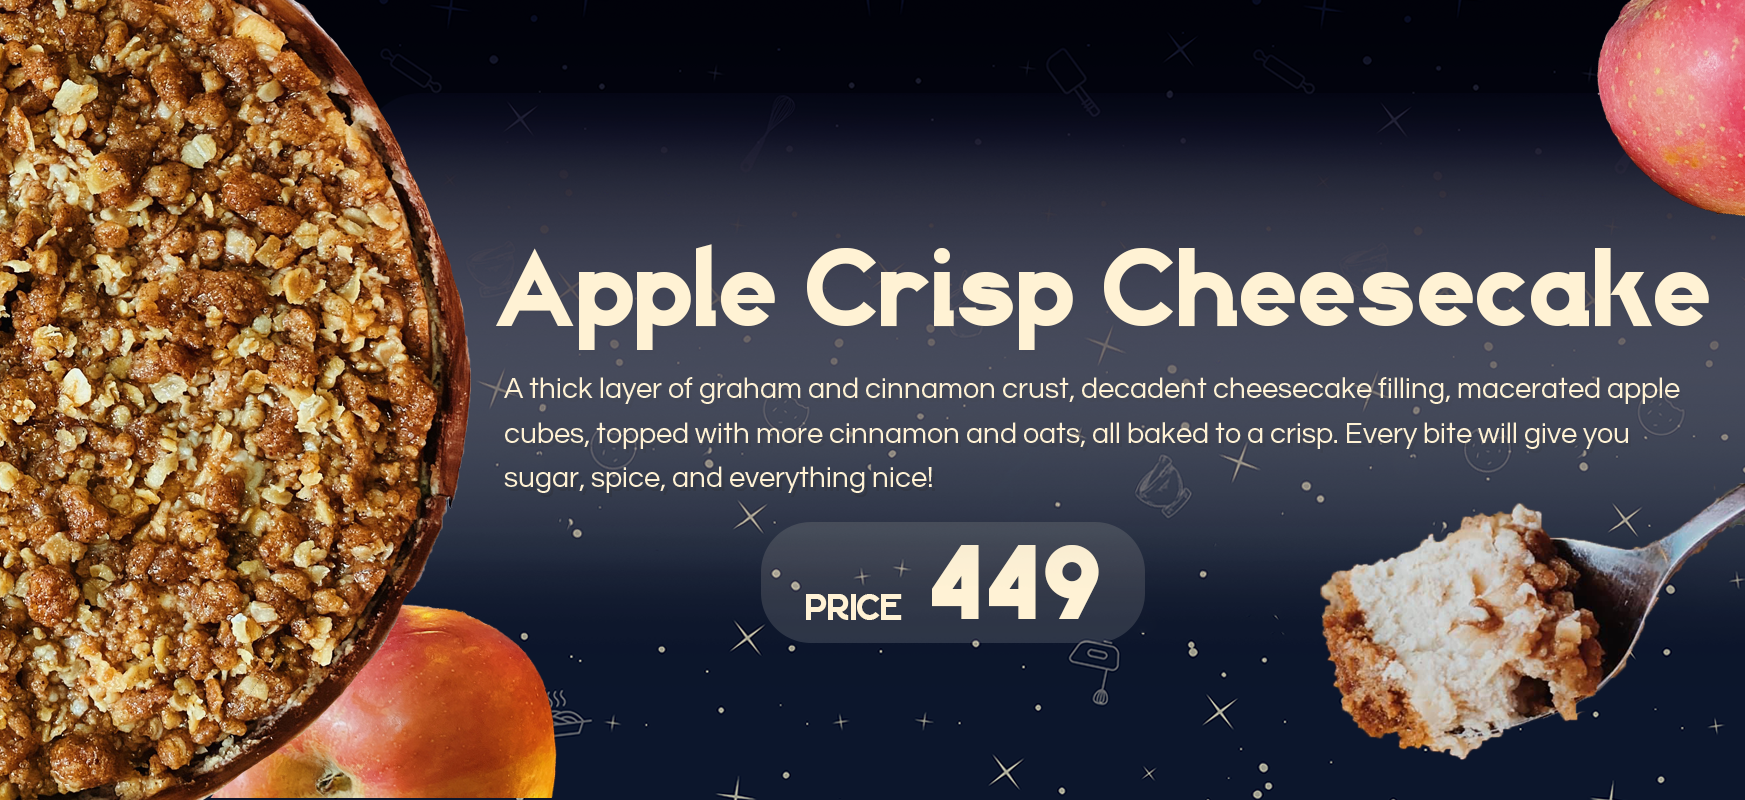 Apple Crisp Cheesecake
A thick layer of graham and cinnamon crust, decadent cheesecake filling, macerated apple
cubes, topped with more cinnamon and oats, all baked to a crisp. Every bite will give you
sugar, spice, and everything nice!
PRICE 449